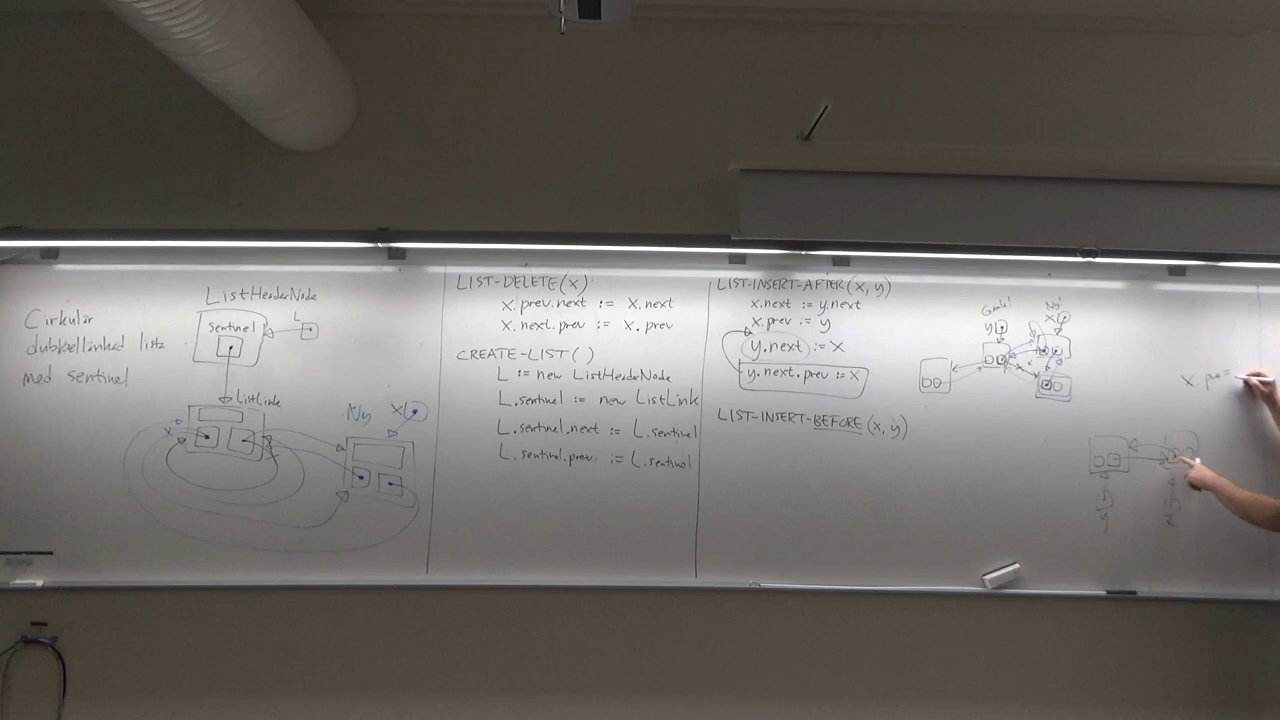 Cirkulär
dubbellänkad lista
med sentinel
ListHeaderNode
sentinel
L
ListLink
Ny
X
X
LIST-DELETE(x)
x.prev.next := x.next
x.next.prev := x.prev
CREATE-LIST()
L := new ListHeaderNode
L.sentinel := new ListLink
L.sentinel.next := L.sentinel
L.sentinel.prev := L.sentinel
LIST-INSERT-AFTER(x, y)
x.next := y.next
x.prev := y
y.next := x
y.next.prev := x
LIST-INSERT-BEFORE(x, y)
Gamla!
y
Ny!
X